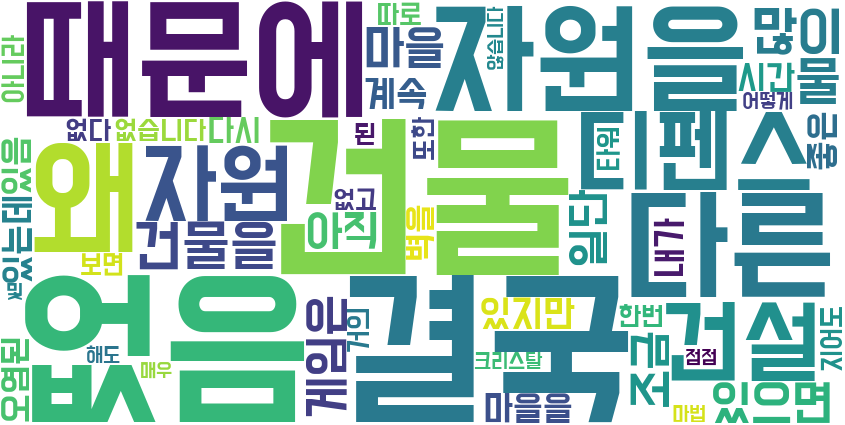 때문에
자원을
많이
따로
마을
않습니다
아니라
계속
시간
물
어떻게
없다
없습니다
다시
된
또한
타워
좋은
왜
자원
건물
디펜스
없고
아직
벽을
일단
내가
다른
있는데
있음
건물을
보면
및
없음
결국
게임은
거의
있지만
한번
건설
지어도
오염된
해도
매우
크리스탈
조금
점점
마을을
마법
있으면